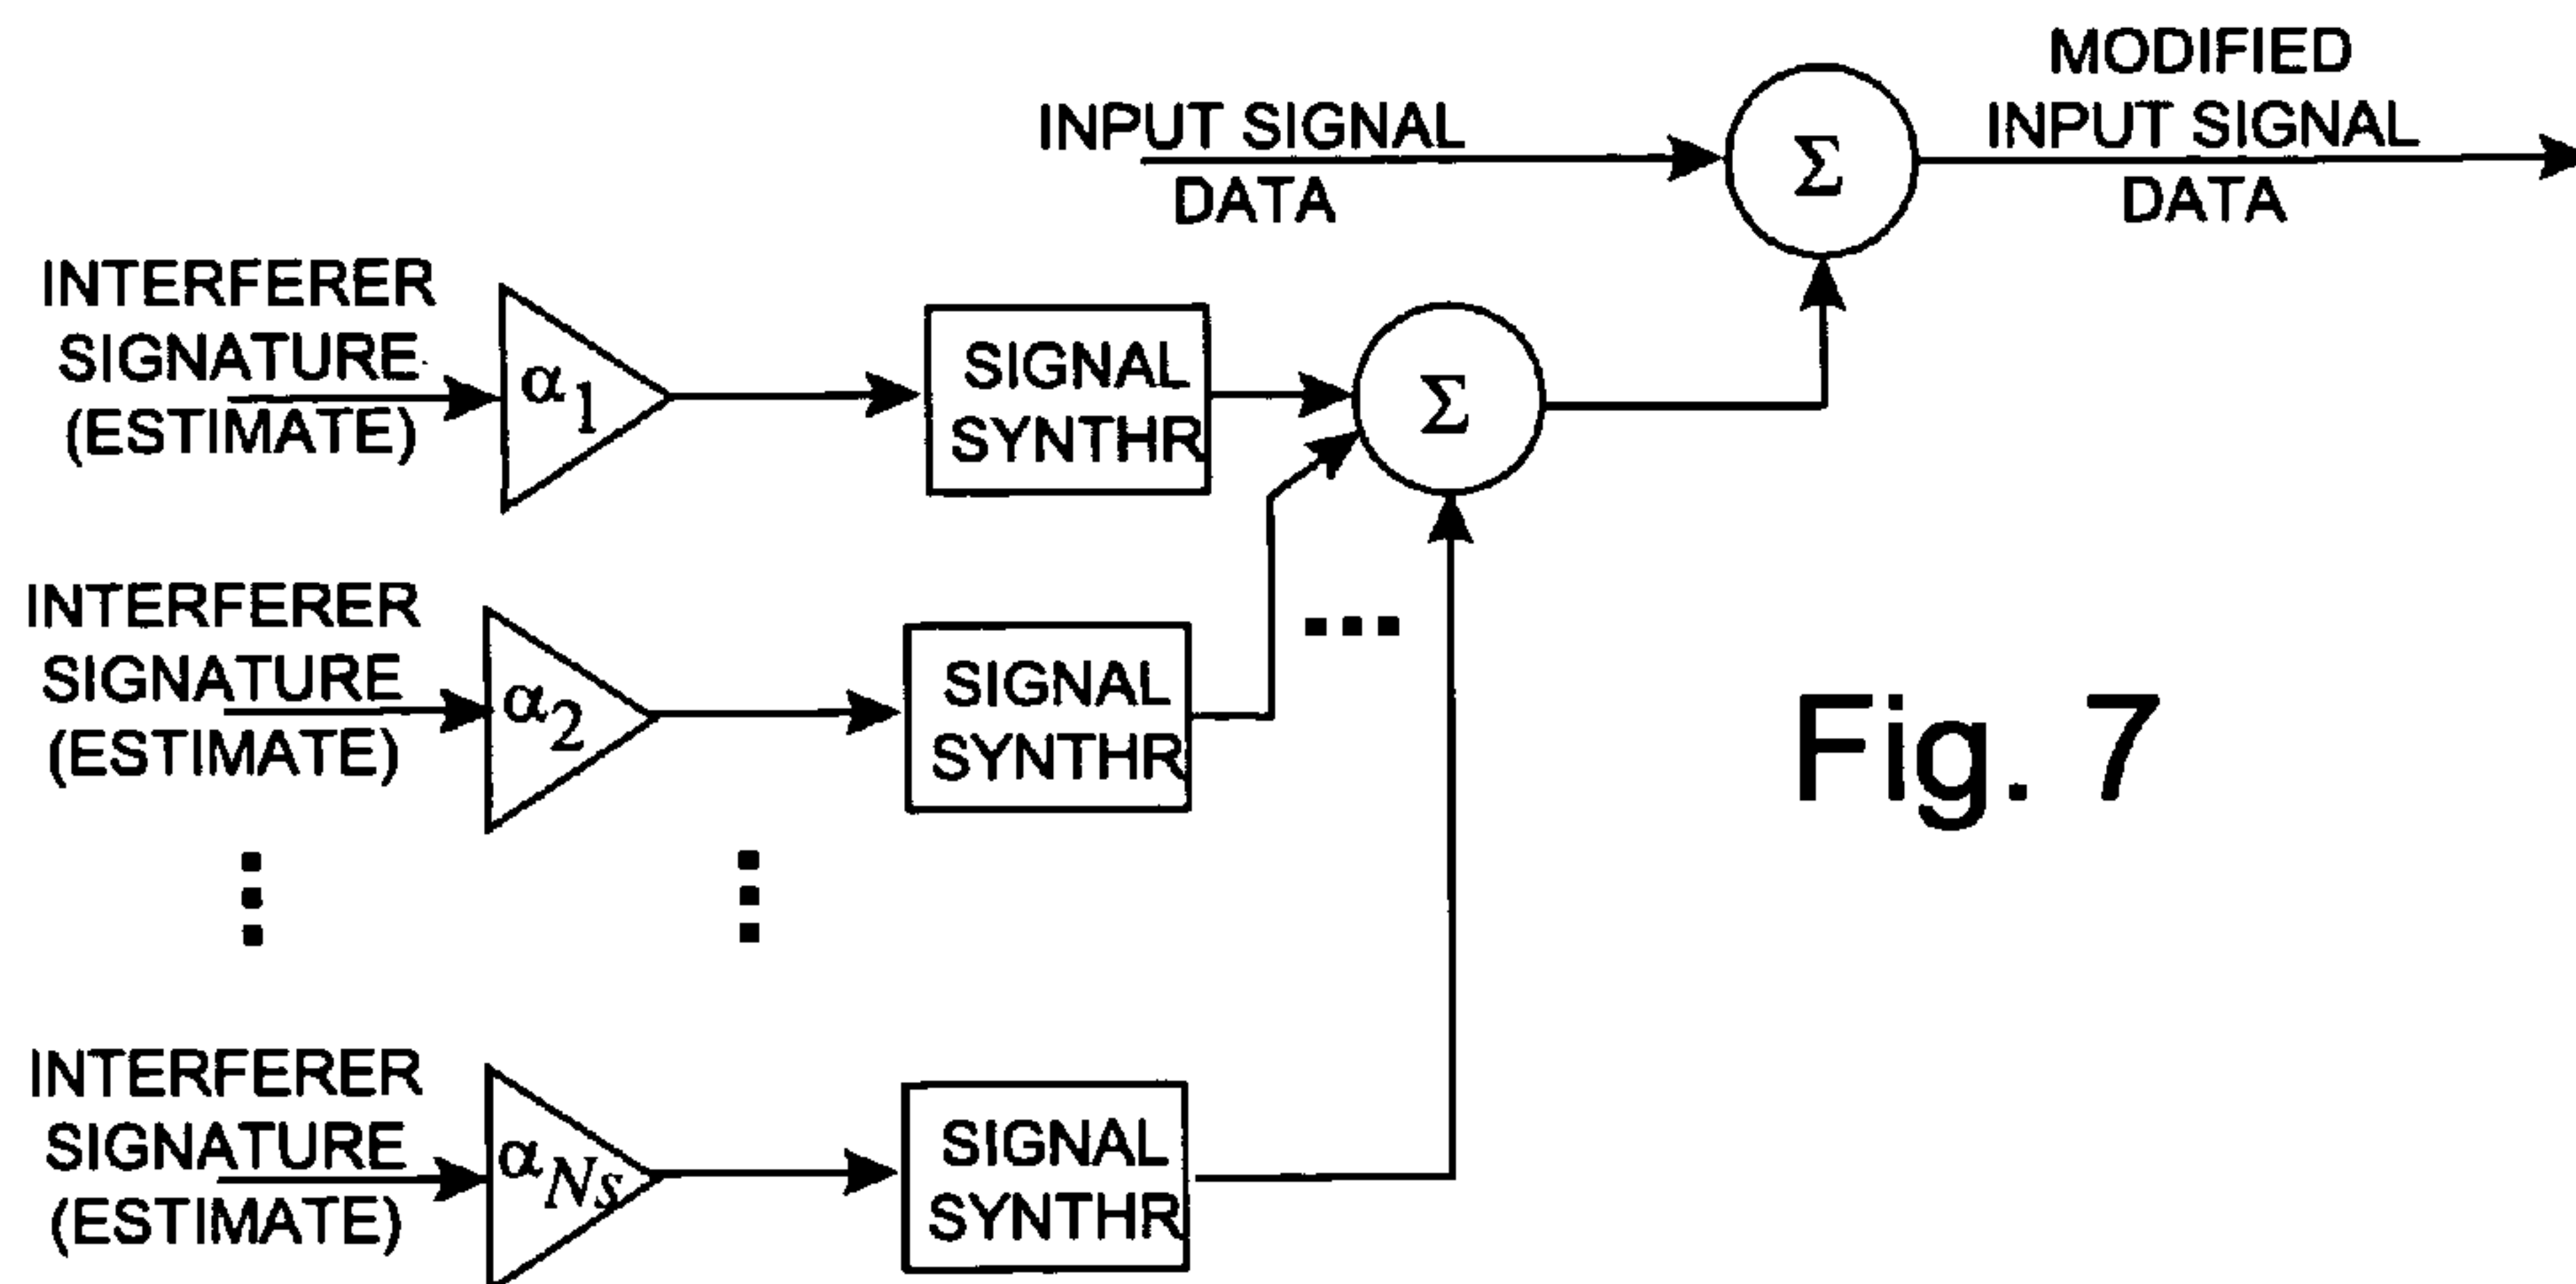 INPUT SIGNAL
DATA
MODIFIED
INPUT SIGNAL
DATA
Σ
INTERFERER
SIGNATURE
(ESTIMATE)
α1
SIGNAL
SYNTHR
Σ
INTERFERER
SIGNATURE
(ESTIMATE)
α2
SIGNAL
SYNTHR
...
Fig. 7
INTERFERER
SIGNATURE
(ESTIMATE)
αNs
SIGNAL
SYNTHR